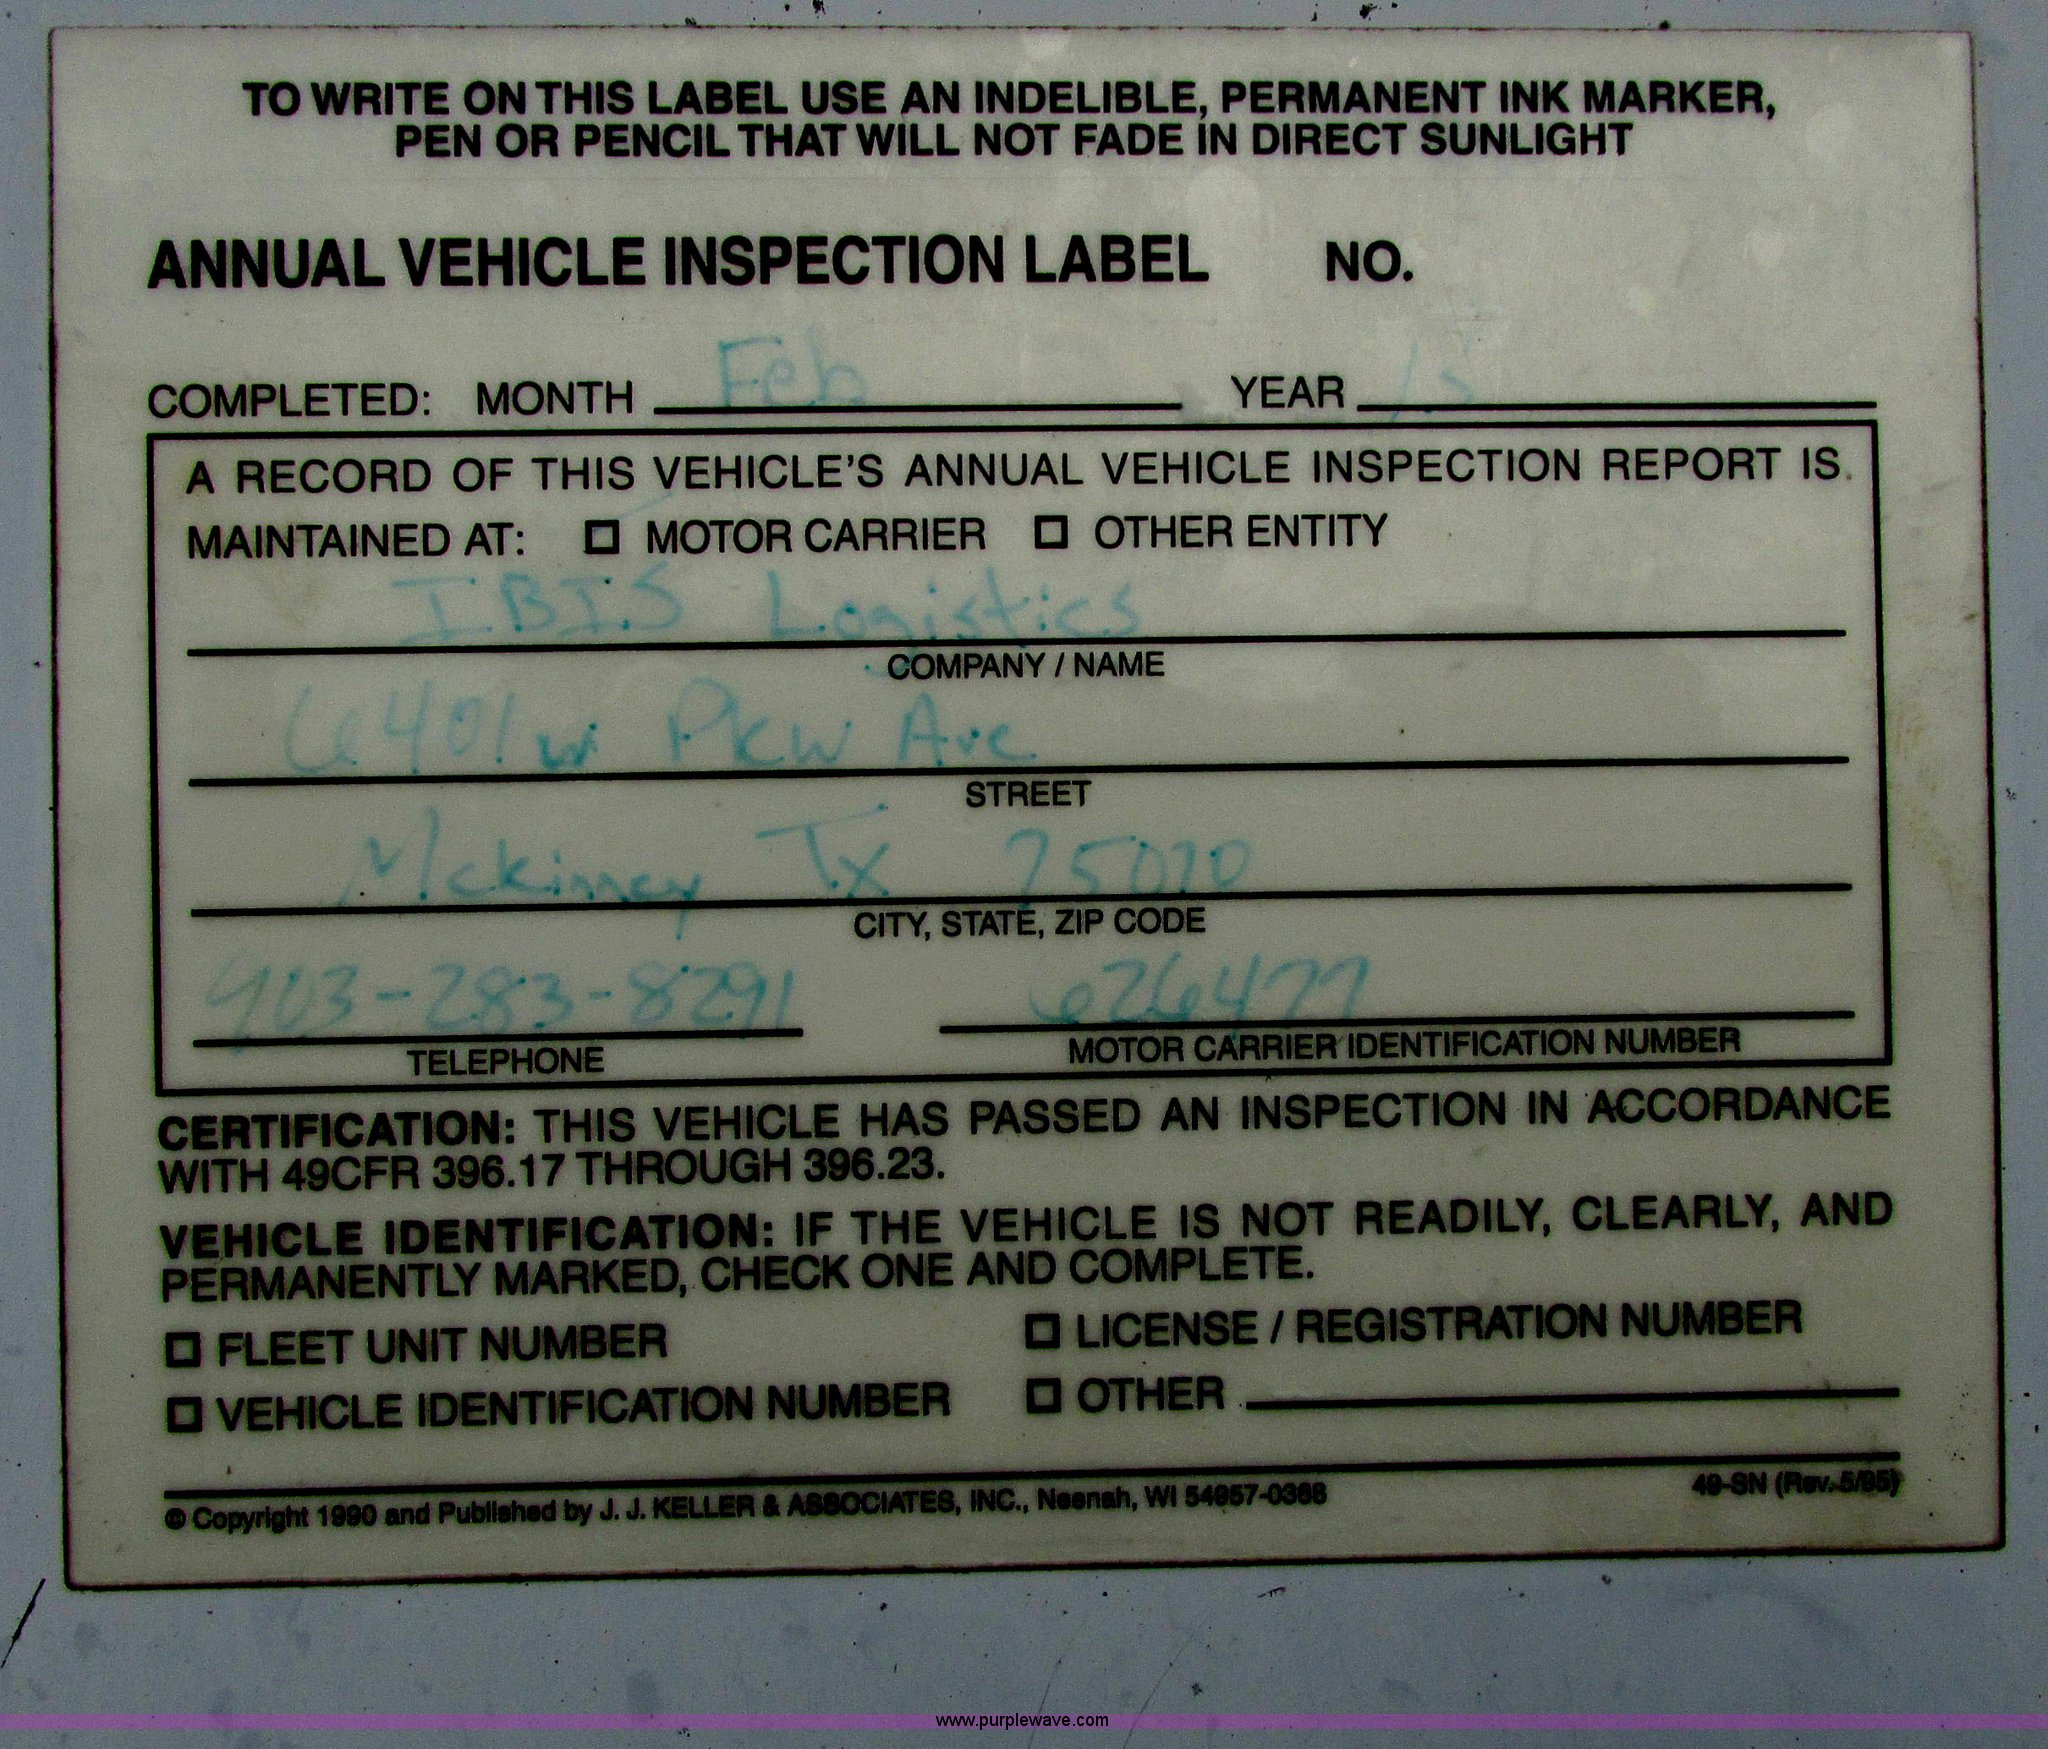 TO WRITE ON THIS LABEL USE AN INDELIBLE, PERMANENT INK MARKER,
PEN OR PENCIL THAT WILL NOT FADE IN DIRECT SUNLIGHT
ANNUAL VEHICLE INSPECTION LABEL NO.
COMPLETED: MONTH Feb YEAR
A RECORD OF THIS VEHICLE'S ANNUAL VEHICLE INSPECTION REPORT IS
MAINTAINED AT: ☐ MOTOR CARRIER ☐ OTHER ENTITY
IBIS Logistics
COMPANY / NAME
6401 w Pkw Ave
STREET
Mckinney Tx 75070
CITY, STATE, ZIP CODE
903-283-8291 626477
TELEPHONE MOTOR CARRIER IDENTIFICATION NUMBER
CERTIFICATION: THIS VEHICLE HAS PASSED AN INSPECTION IN ACCORDANCE
WITH 49CFR 396.17 THROUGH 396.23.
VEHICLE IDENTIFICATION: IF THE VEHICLE IS NOT READILY, CLEARLY, AND
PERMANENTLY MARKED, CHECK ONE AND COMPLETE.
☐ FLEET UNIT NUMBER ☐ LICENSE / REGISTRATION NUMBER
☐ VEHICLE IDENTIFICATION NUMBER ☐ OTHER
© Copyright 1990 and Published by J. J. KELLER & ASSOCIATES, INC., Neenah, WI 54957-0368 49-SN (Rev. 5/95)
www.purplewave.com